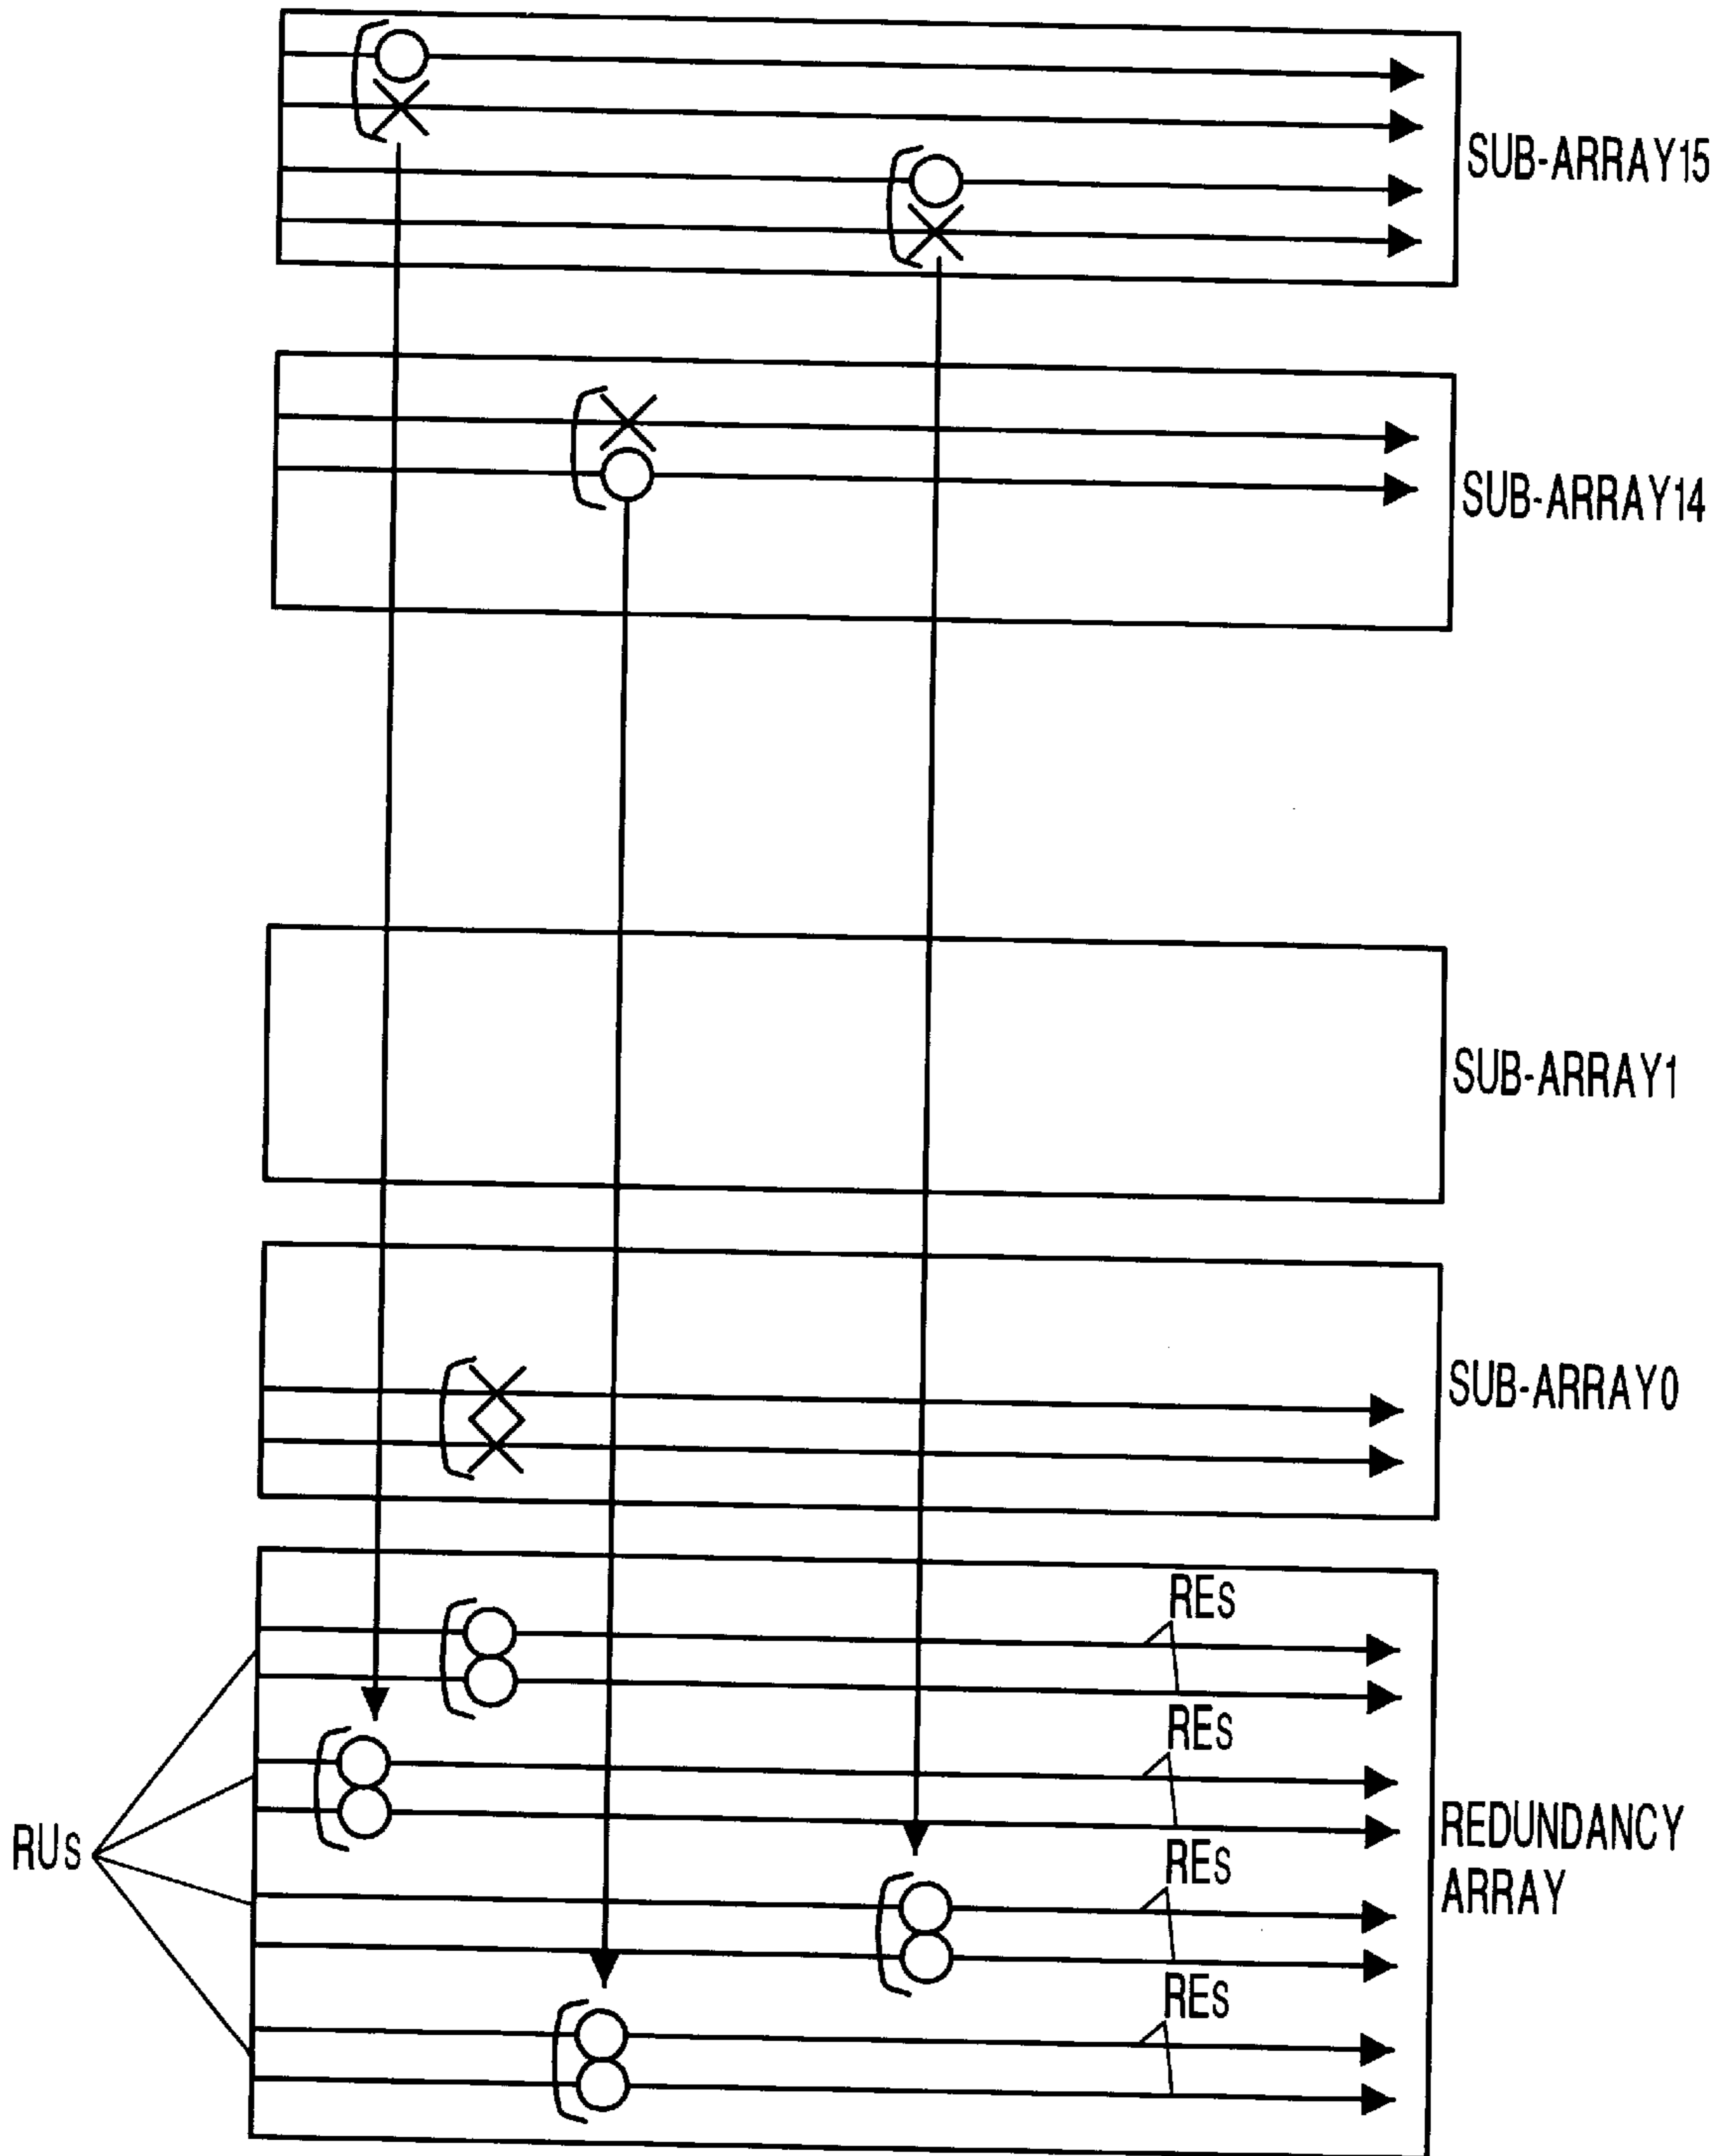 SUB-ARRAY15
SUB-ARRAY14
SUB-ARRAY1
SUB-ARRAY0
REs
REs
RUs
REDUNDANCY
ARRAY
REs
REs